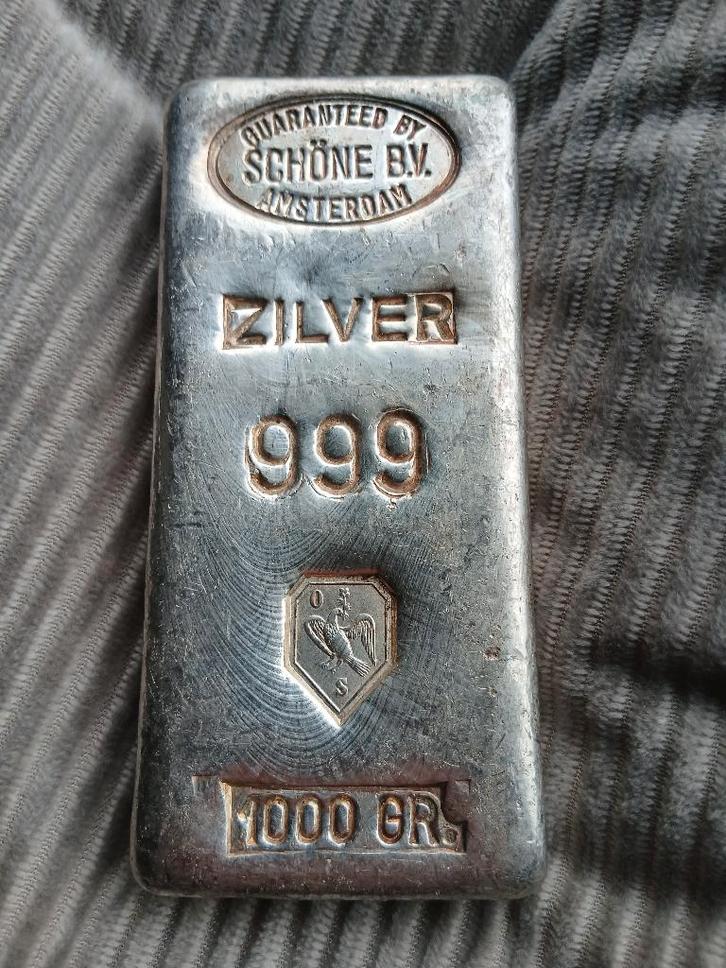 GUARANTEED BY
SCHÖNE B.V.
AMSTERDAM
ZILVER
999
O
S
1000 GR.